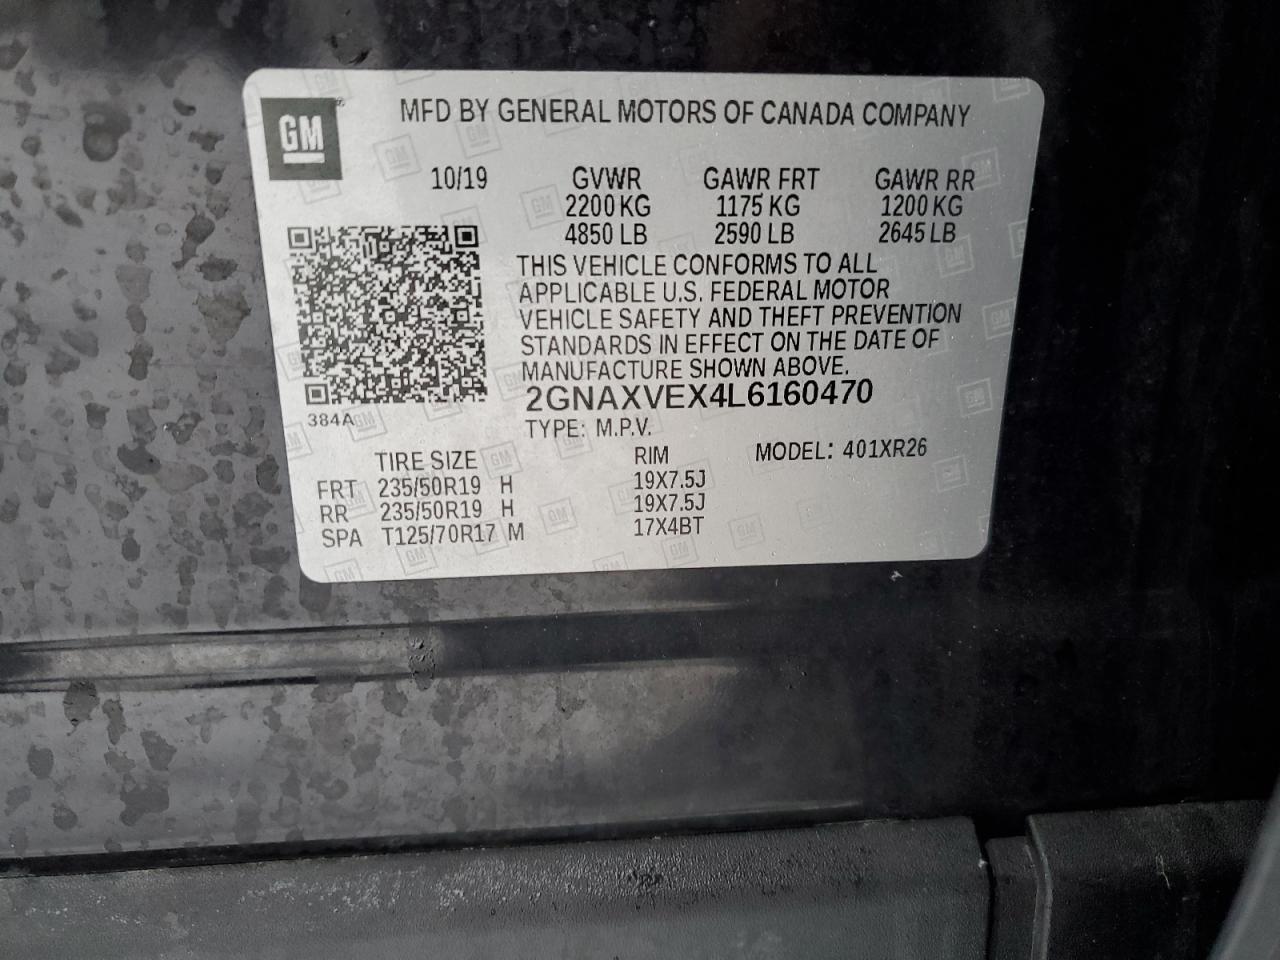 GM
MFD BY GENERAL MOTORS OF CANADA COMPANY
10/19 GVWR GAWR FRT GAWR RR
2200 KG 1175 KG 1200 KG
4850 LB 2590 LB 2645 LB
THIS VEHICLE CONFORMS TO ALL
APPLICABLE U.S. FEDERAL MOTOR
VEHICLE SAFETY AND THEFT PREVENTION
STANDARDS IN EFFECT ON THE DATE OF
MANUFACTURE SHOWN ABOVE.
2GNAXVEX4L6160470
384A
TYPE: M.P.V.
TIRE SIZE RIM MODEL: 401XR26
FRT 235/50R19 H 19X7.5J
RR 235/50R19 H 19X7.5J
SPA T125/70R17 M 17X4BT